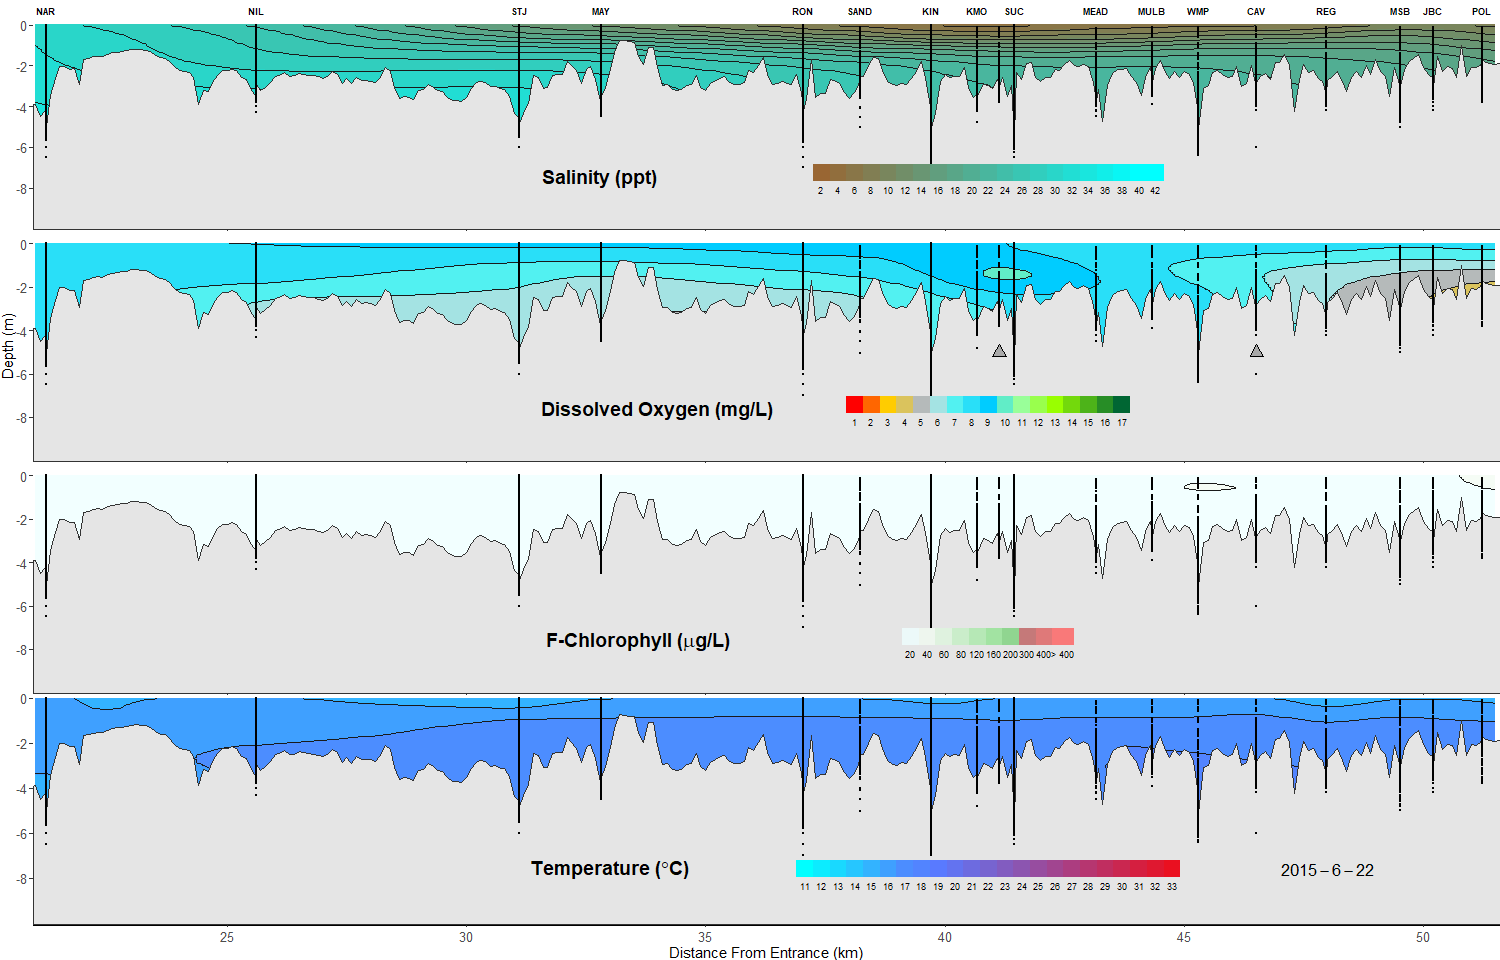 NAR NIL STJ MAY RON SAND KIN KMO SUC MEAD MULB WMP CAV REG MSB JBC POL
0
-2
-4
-6
-8
Salinity (ppt)
2 4 6 8 10 12 14 16 18 20 22 24 26 28 30 32 34 36 38 40 42
0
-2
-4
-6
-8
Depth (m)
Dissolved Oxygen (mg/L)
1 2 3 4 5 6 7 8 9 10 11 12 13 14 15 16 17
0
-2
-4
-6
-8
F-Chlorophyll (µg/L)
20 40 60 80 120 160 200 300 400> 400
0
-2
-4
-6
-8
Temperature (°C)
11 12 13 14 15 16 17 18 19 20 21 22 23 24 25 26 27 28 29 30 31 32 33
2015 – 6 – 22
25 30 35 40 45 50
Distance From Entrance (km)